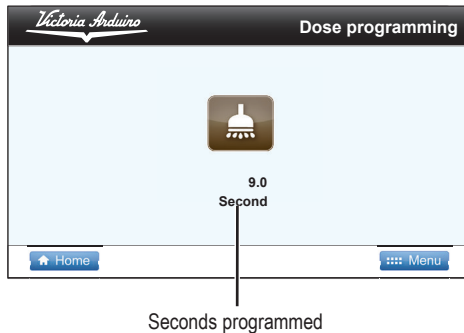 Victoria Arduino
Dose programming
9.0
Second
Home
Menu
Seconds programmed